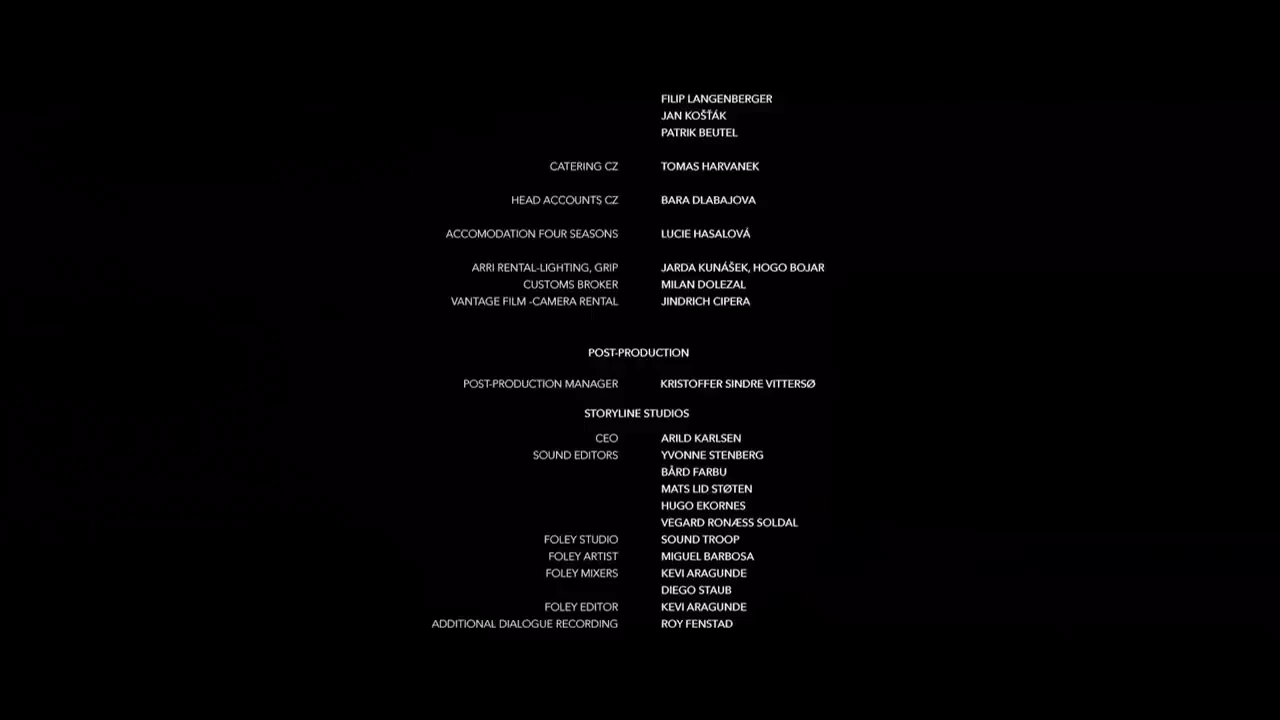 FILIP LANGENBERGER
JAN KOŠŤÁK
PATRIK BEUTEL
CATERING CZ TOMAS HARVANEK
HEAD ACCOUNTS CZ BARA DLABAJOVA
ACCOMODATION FOUR SEASONS LUCIE HASALOVÁ
ARRI RENTAL-LIGHTING, GRIP JARDA KUNÁŠEK, HOGO BOJAR
CUSTOMS BROKER MILAN DOLEZAL
VANTAGE FILM -CAMERA RENTAL JINDRICH CIPERA
POST-PRODUCTION
POST-PRODUCTION MANAGER KRISTOFFER SINDRE VITTERSØ
STORYLINE STUDIOS
CEO ARILD KARLSEN
SOUND EDITORS YVONNE STENBERG
BÅRD FARBU
MATS LID STØTEN
HUGO EKORNES
VEGARD RONÆSS SOLDAL
FOLEY STUDIO SOUND TROOP
FOLEY ARTIST MIGUEL BARBOSA
FOLEY MIXERS KEVI ARAGUNDE
DIEGO STAUB
FOLEY EDITOR KEVI ARAGUNDE
ADDITIONAL DIALOGUE RECORDING ROY FENSTAD